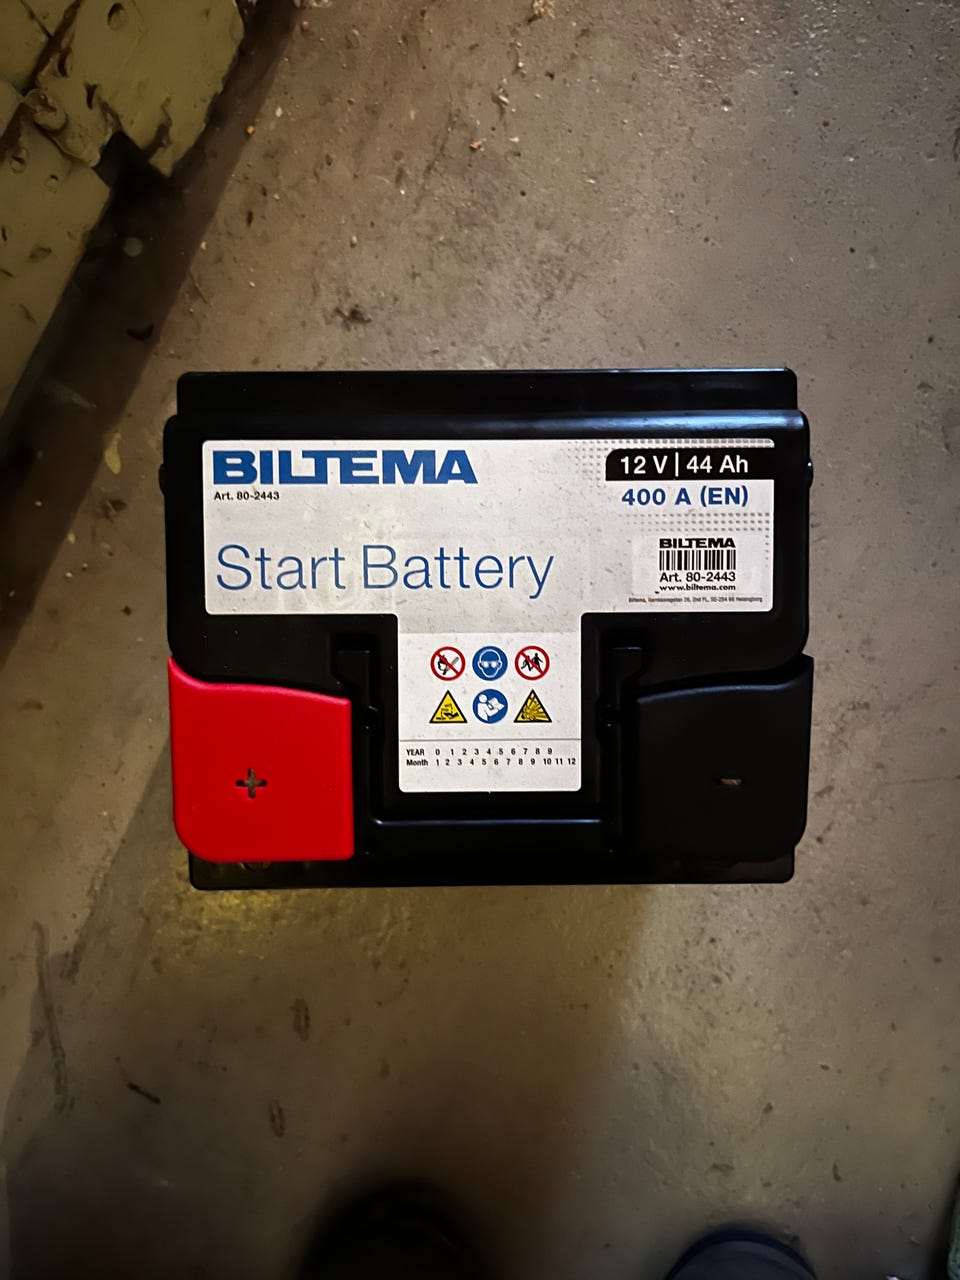 BILTEMA
Art. 80-2443
12 V | 44 Ah
400 A (EN)
Start Battery
BILTEMA
Art. 80-2443
www.biltema.com
+
-
YEAR 0 1 2 3 4 5 6 7 8 9
Month 1 2 3 4 5 6 7 8 9 10 11 12